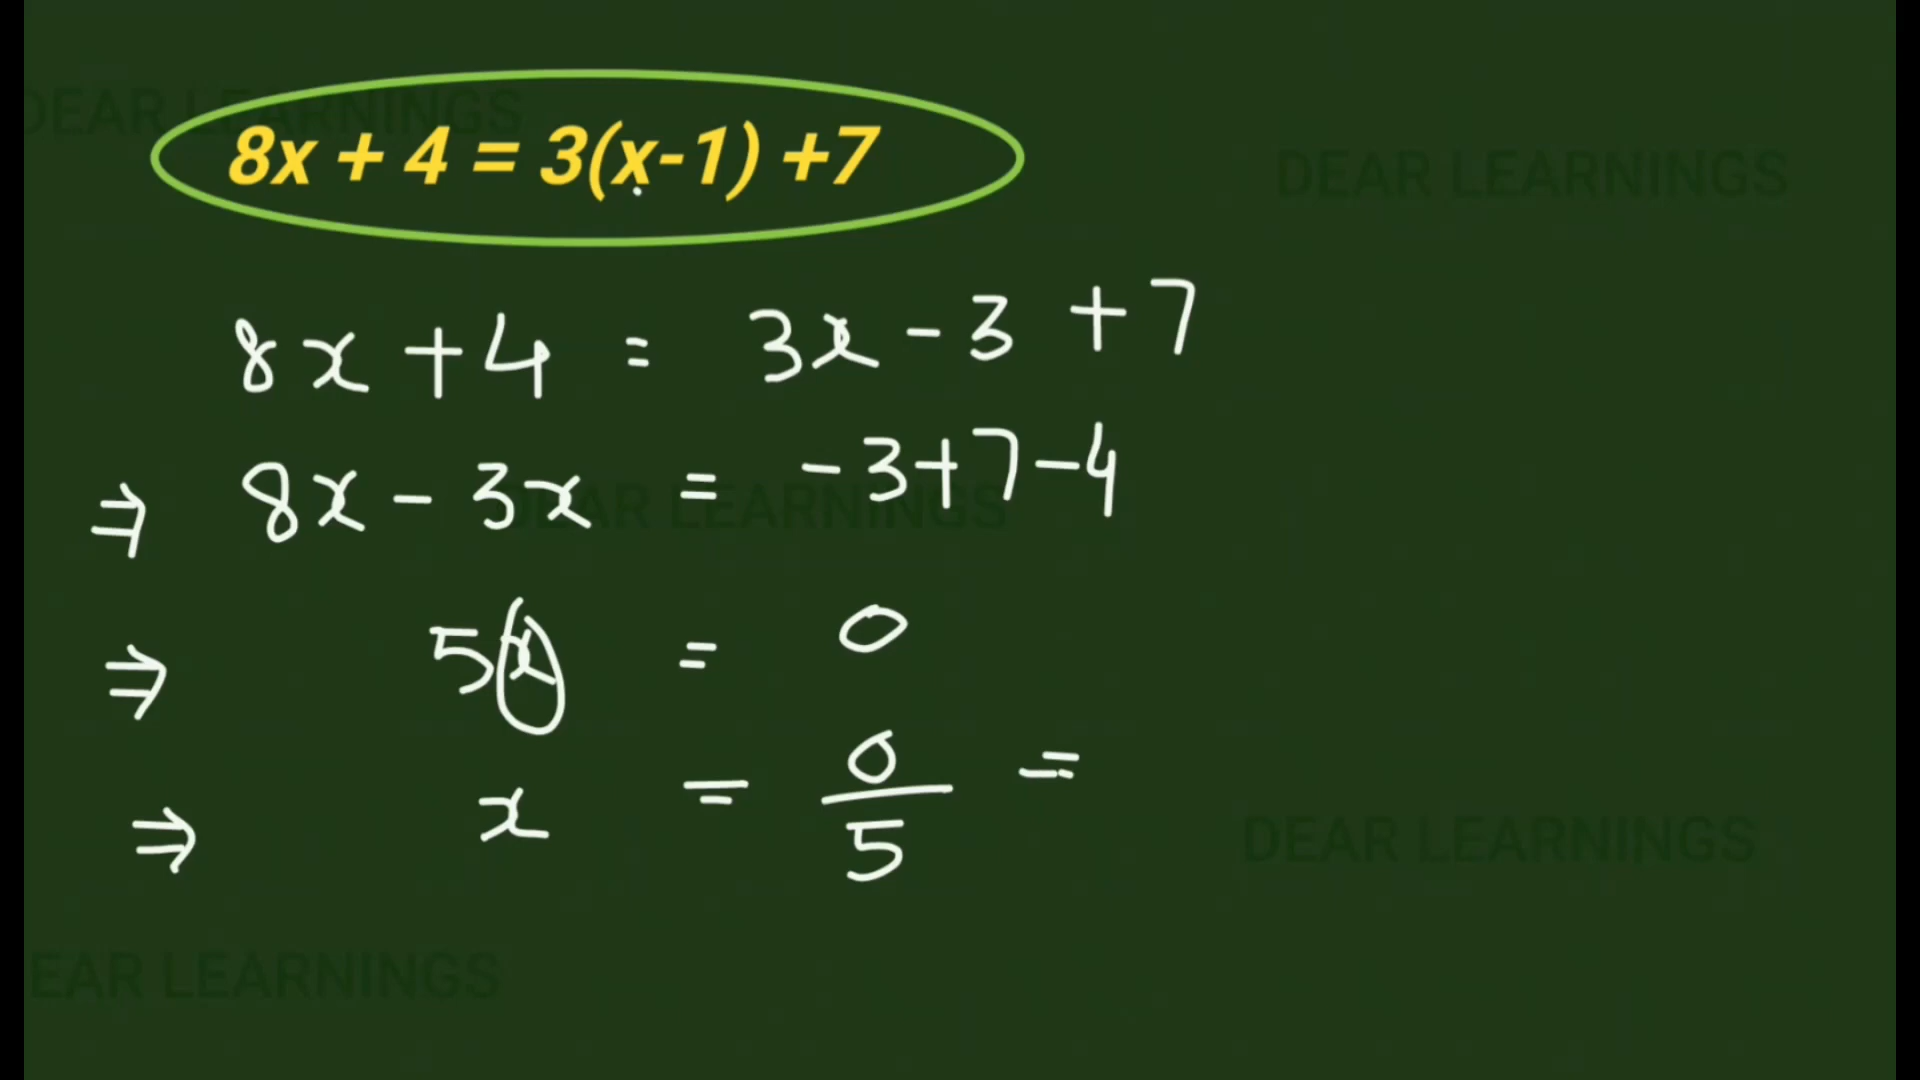 DEAR LEARNINGS
8x + 4 = 3(x-1) +7
DEAR LEARNINGS
8x + 4 = 3x - 3 + 7
⇒ 8x - 3x = - 3 + 7 - 4
DEAR LEARNINGS
⇒ 5x = 0
⇒ x = 0/5 =
DEAR LEARNINGS
EAR LEARNINGS